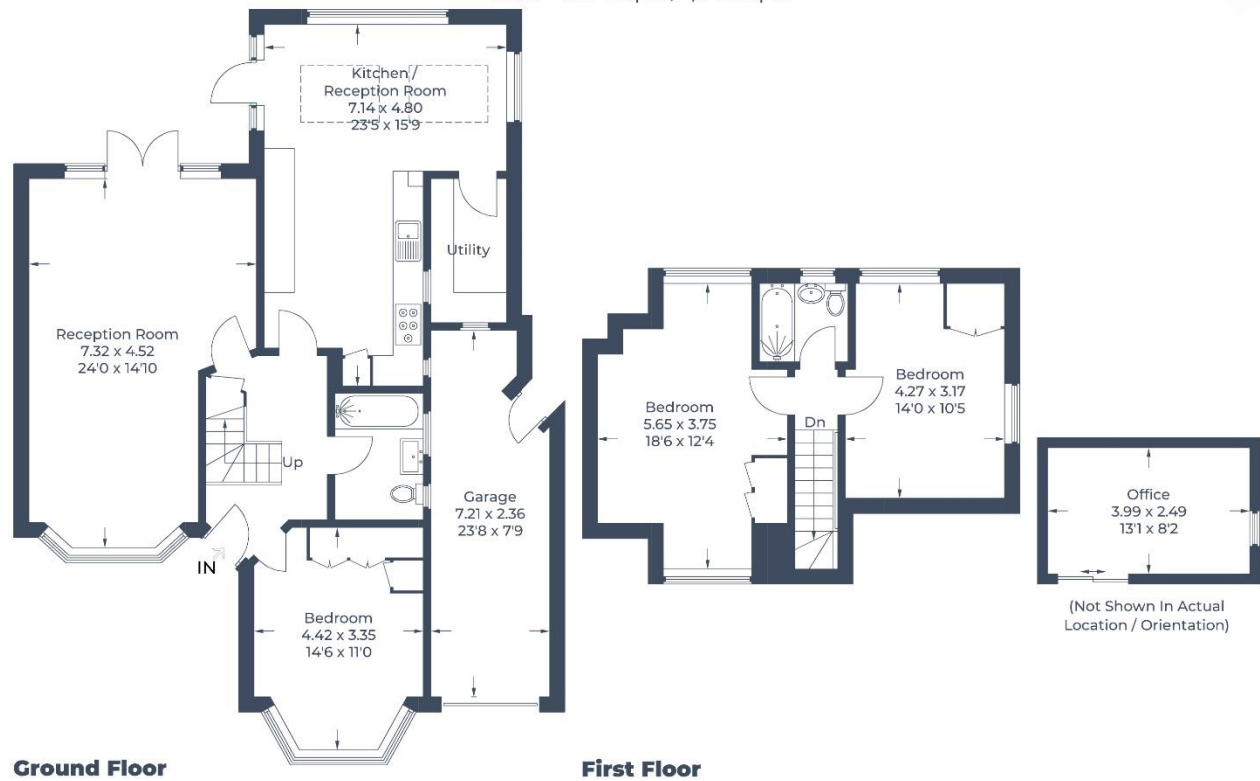 Kitchen /
Reception Room
7.14 x 4.80
23'5 x 15'9
Utility
Reception Room
7.32 x 4.52
24'0 x 14'10
Up
IN
Garage
7.21 x 2.36
23'8 x 7'9
Bedroom
4.42 x 3.35
14'6 x 11'0
Ground Floor
Bedroom
5.65 x 3.75
18'6 x 12'4
Dn
Bedroom
4.27 x 3.17
14'0 x 10'5
First Floor
Office
3.99 x 2.49
13'1 x 8'2
(Not Shown In Actual
Location / Orientation)